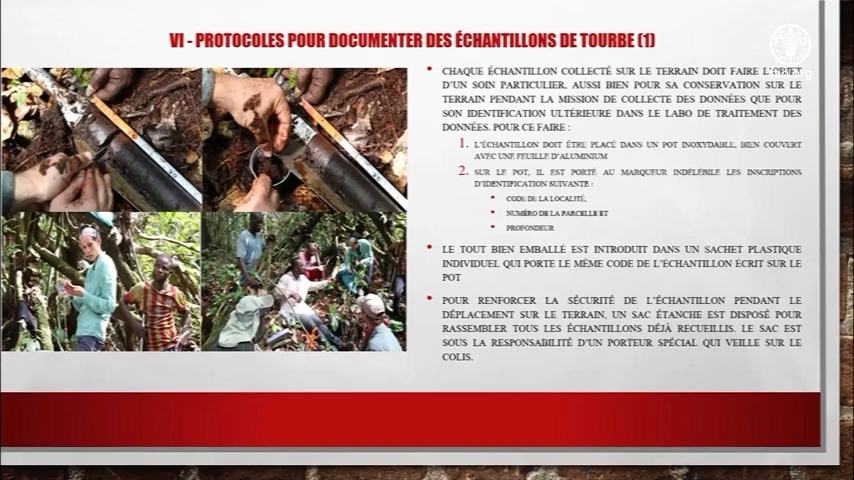 VI - PROTOCOLES POUR DOCUMENTER DES ÉCHANTILLONS DE TOURBE (1)
• CHAQUE ÉCHANTILLON COLLECTÉ SUR LE TERRAIN DOIT FAIRE L'OBJET
D'UN SOIN PARTICULIER, AUSSI BIEN POUR SA CONSERVATION SUR LE
TERRAIN PENDANT LA MISSION DE COLLECTE DES DONNÉES QUE POUR
SON IDENTIFICATION ULTÉRIEURE DANS LE LABO DE TRAITEMENT DES
DONNÉES. POUR CE FAIRE :
1. L'ÉCHANTILLON DOIT ÊTRE PLACÉ DANS UN POT INOXYDABLE, BIEN COUVERT
AVEC UNE FEUILLE D'ALUMINIUM
2. SUR LE POT, IL EST PORTÉ AU MARQUEUR INDÉLÉBILE LES INSCRIPTIONS
D'IDENTIFICATION SUIVANTE :
• CODE DE LA LOCALITÉ,
• NUMÉRO DE LA PARCELLE ET
• PROFONDEUR
• LE TOUT BIEN EMBALLÉ EST INTRODUIT DANS UN SACHET PLASTIQUE
INDIVIDUEL QUI PORTE LE MÊME CODE DE L'ÉCHANTILLON ÉCRIT SUR LE
POT
• POUR RENFORCER LA SÉCURITÉ DE L'ÉCHANTILLON PENDANT LE
DÉPLACEMENT SUR LE TERRAIN, UN SAC ÉTANCHE EST DISPOSÉ POUR
RASSEMBLER TOUS LES ÉCHANTILLONS DÉJÀ RECUEILLIS. LE SAC EST
SOUS LA RESPONSABILITÉ D'UN PORTEUR SPÉCIAL QUI VEILLE SUR LE
COLIS.